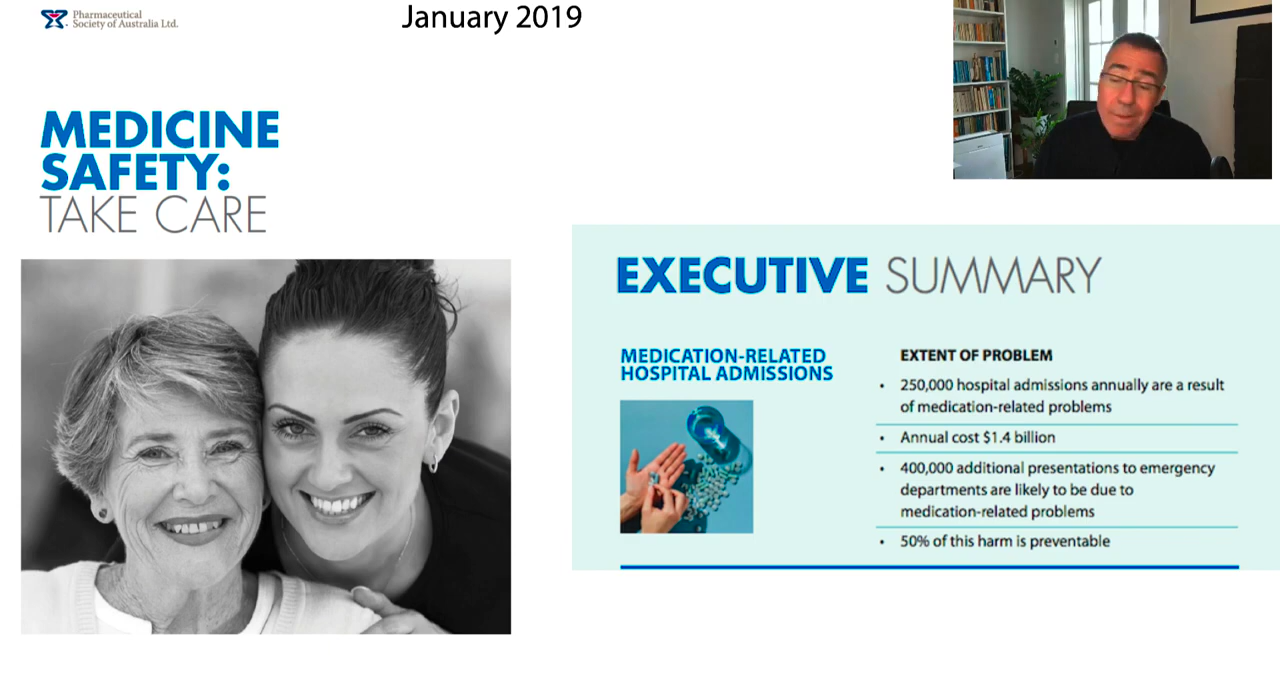 Pharmaceutical
Society of Australia Ltd.
January 2019
MEDICINE
SAFETY:
TAKE CARE
EXECUTIVE SUMMARY
MEDICATION-RELATED
HOSPITAL ADMISSIONS
EXTENT OF PROBLEM
• 250,000 hospital admissions annually are a result
of medication-related problems
• Annual cost $1.4 billion
• 400,000 additional presentations to emergency
departments are likely to be due to
medication-related problems
• 50% of this harm is preventable